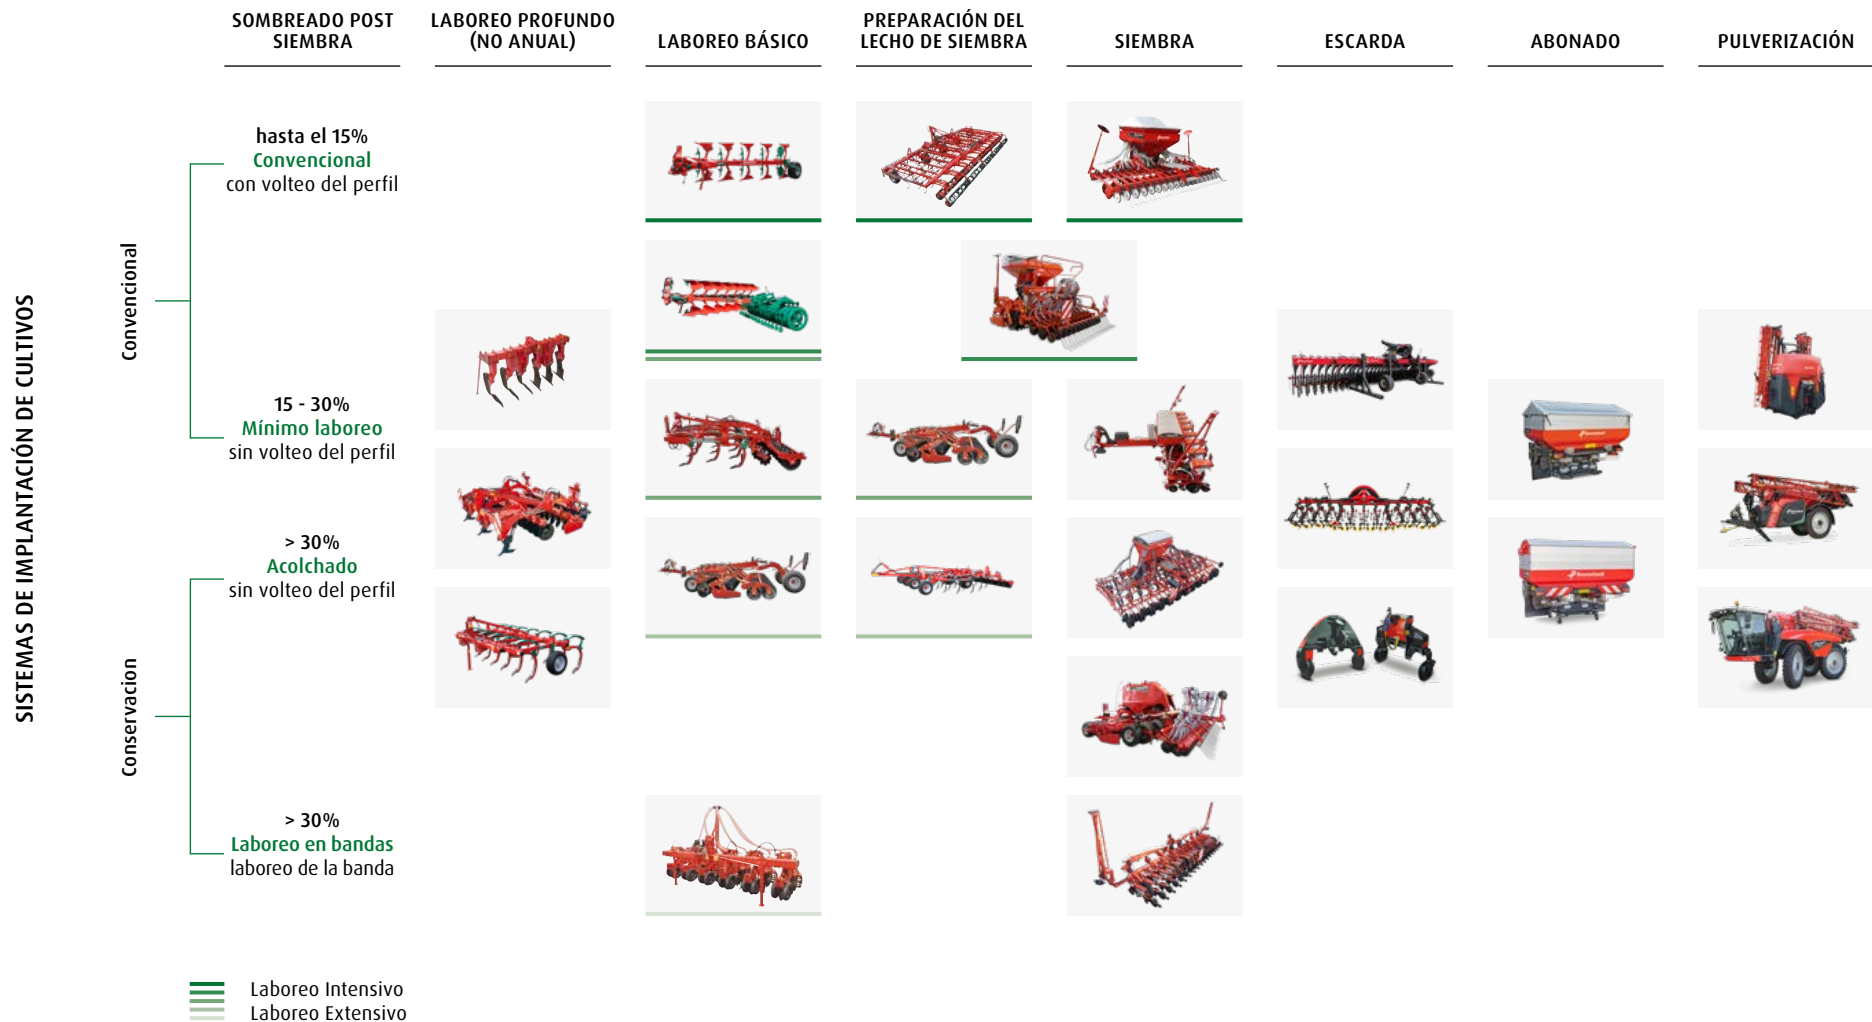 SOMBREADO POST
SIEMBRA
LABOREO PROFUNDO
(NO ANUAL)
LABOREO BÁSICO
PREPARACIÓN DEL
LECHO DE SIEMBRA
SIEMBRA
ESCARDA
ABONADO
PULVERIZACIÓN
SISTEMAS DE IMPLANTACIÓN DE CULTIVOS
Convencional
hasta el 15%
Convencional
con volteo del perfil
15 - 30%
Mínimo laboreo
sin volteo del perfil
Conservacion
> 30%
Acolchado
sin volteo del perfil
> 30%
Laboreo en bandas
laboreo de la banda
Laboreo Intensivo
Laboreo Extensivo